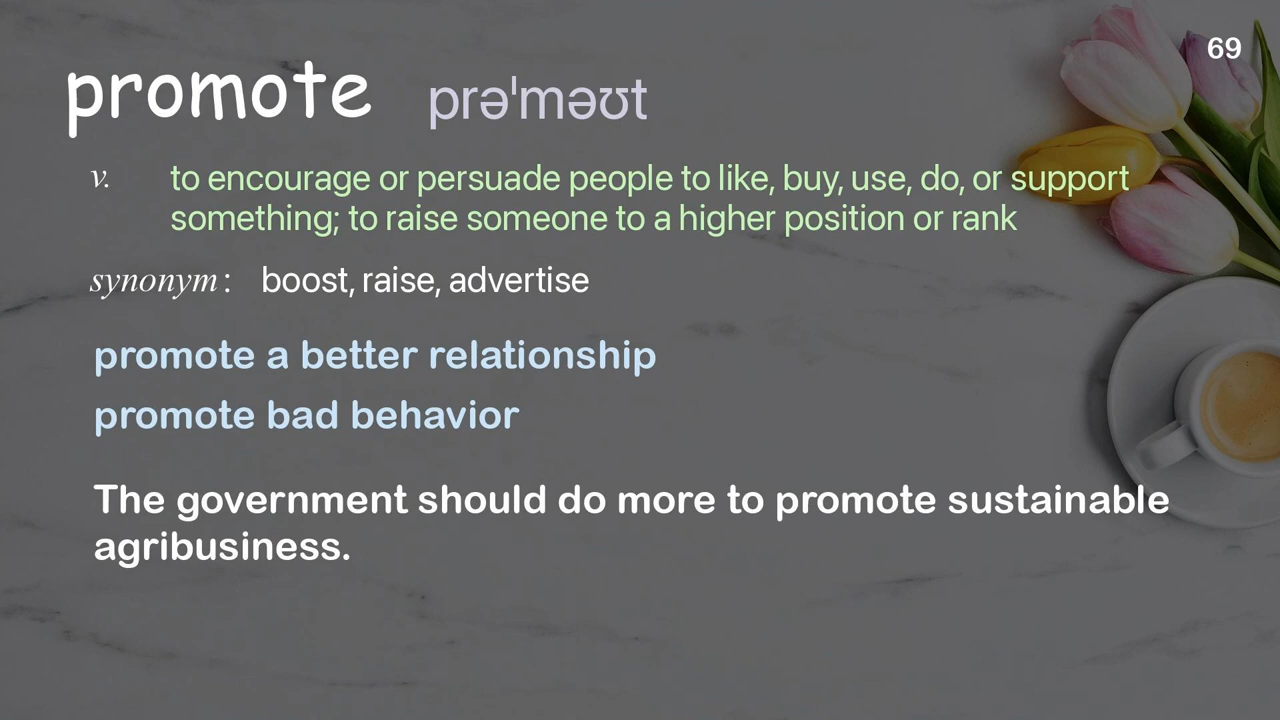 69
promote prəˈməʊt
v. to encourage or persuade people to like, buy, use, do, or support
something; to raise someone to a higher position or rank
synonym: boost, raise, advertise
promote a better relationship
promote bad behavior
The government should do more to promote sustainable
agribusiness.